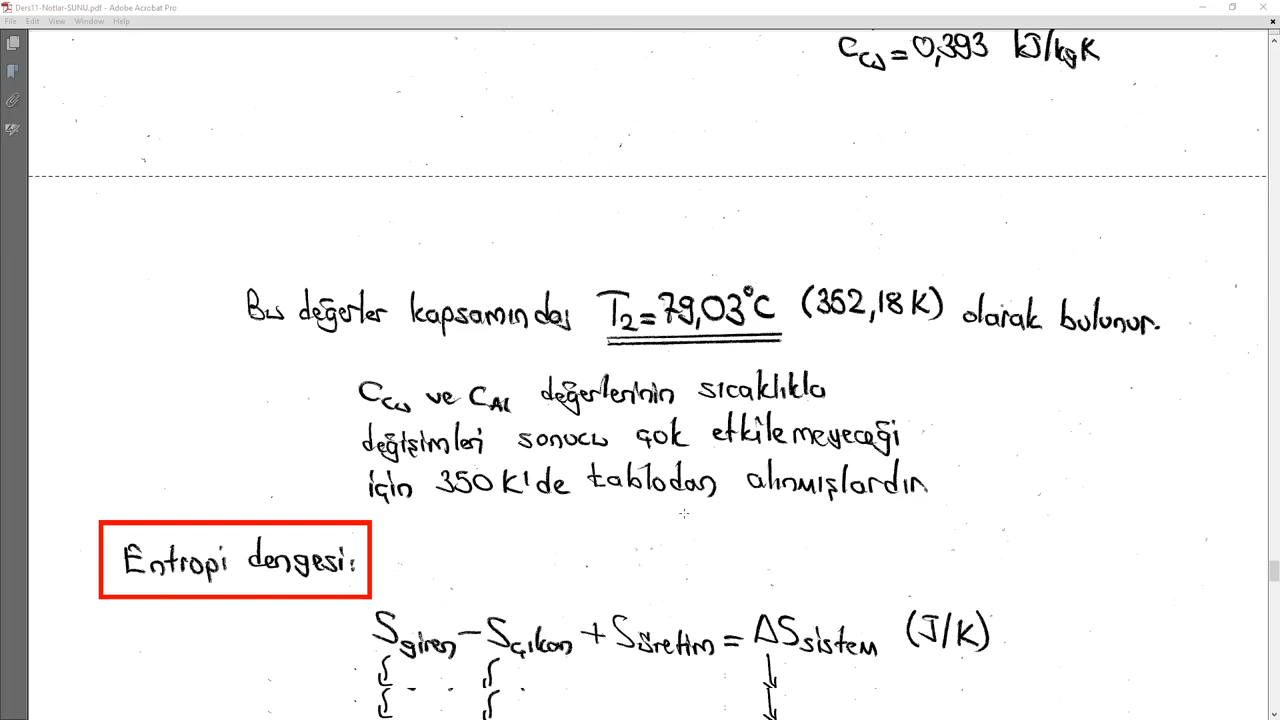 Ders11-Notlar-SUNU.pdf - Adobe Acrobat Pro
File Edit View Window Help
C_Cu = 0,393 kJ/kgK
Bu değerler kapsamında; T₂=79,03°C (352,18 K) olarak bulunur.
C_Cu ve C_Al değerlerinin sıcaklıkla
değişimleri sonucu çok etkilemeyeceği
için 350 K'de tablodan alınmışlardır.
Entropi dengesi:
S_giren - S_çıkan + S_üretim = ΔS_sistem (J/K)